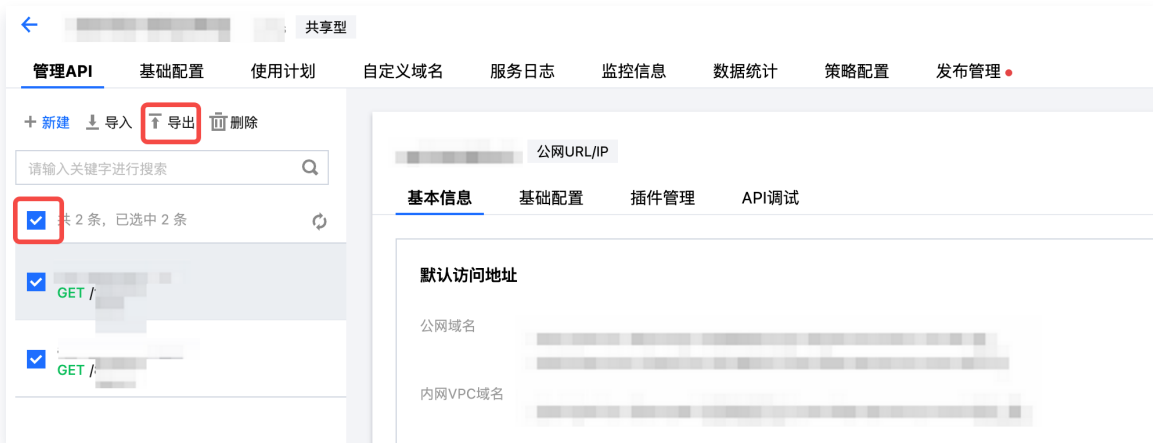 共享型
管理API 基础配置 使用计划 自定义域名 服务日志 监控信息 数据统计 策略配置 发布管理
新建 导入 导出 删除
请输入关键字进行搜索
共 2 条，已选中 2 条
GET /
GET /
公网URL/IP
基本信息 基础配置 插件管理 API调试
默认访问地址
公网域名
内网VPC域名